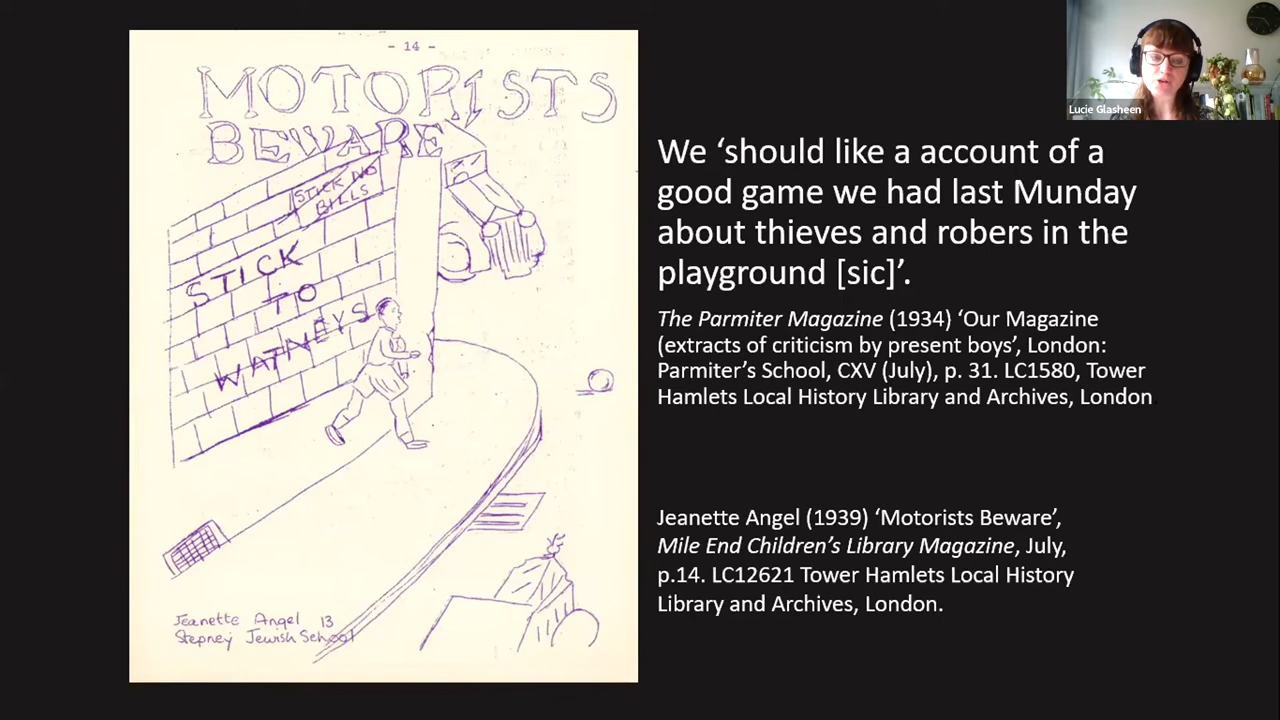 - 14 -
MOTORISTS
BEWARE
STICK NO
BILLS
STICK
TO
WATNEYS
Jeanette Angel 13
Stepney Jewish School
Lucie Glasheen
We ‘should like a account of a
good game we had last Munday
about thieves and robers in the
playground [sic]’.
The Parmiter Magazine (1934) ‘Our Magazine
(extracts of criticism by present boys’, London:
Parmiter’s School, CXV (July), p. 31. LC1580, Tower
Hamlets Local History Library and Archives, London
Jeanette Angel (1939) ‘Motorists Beware’,
Mile End Children’s Library Magazine, July,
p.14. LC12621 Tower Hamlets Local History
Library and Archives, London.